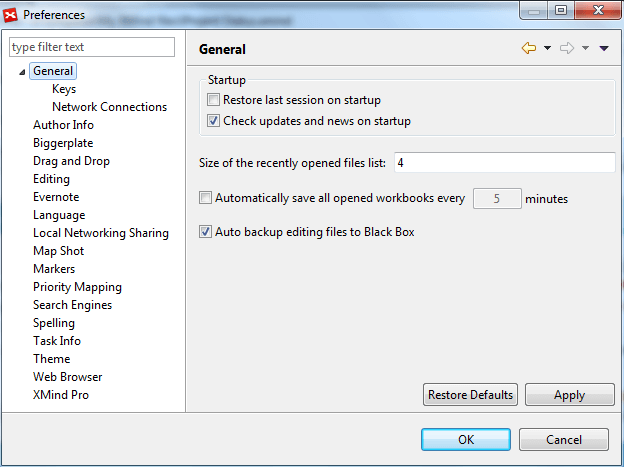 Preferences
type filter text
General
Keys
Network Connections
Author Info
Biggerplate
Drag and Drop
Editing
Evernote
Language
Local Networking Sharing
Map Shot
Markers
Priority Mapping
Search Engines
Spelling
Task Info
Theme
Web Browser
XMind Pro
General
Startup
Restore last session on startup
Check updates and news on startup
Size of the recently opened files list: 4
Automatically save all opened workbooks every 5 minutes
Auto backup editing files to Black Box
Restore Defaults Apply
OK Cancel